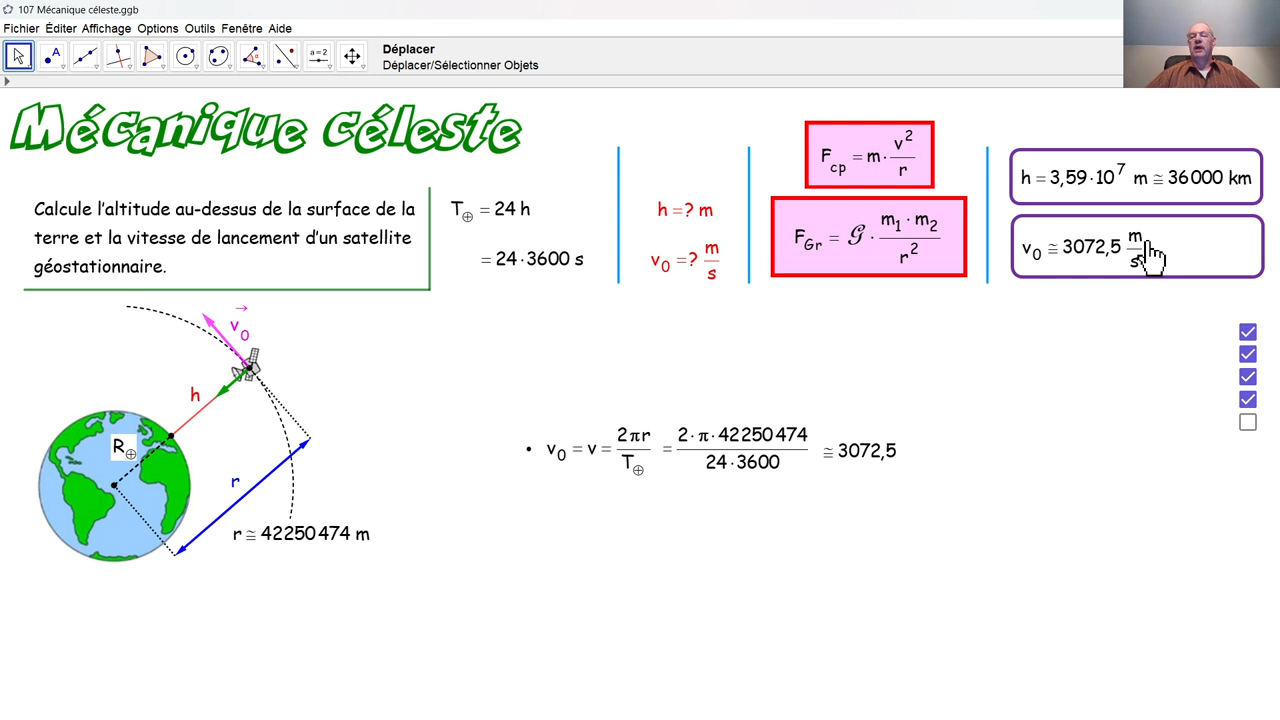 107 Mécanique céleste.ggb
Fichier Éditer Affichage Options Outils Fenêtre Aide
A
a=2
Déplacer
Déplacer/Sélectionner Objets
Mécanique céleste
Calcule l’altitude au-dessus de la surface de la
terre et la vitesse de lancement d’un satellite
géostationnaire.
T⊕ = 24 h
= 24·3600 s
h =? m
v0 =? m/s
Fcp = m· v²/r
FGr = 𝒢 · m1 · m2 / r²
h = 3,59·10⁷ m ≅ 36000 km
v0 ≅ 3072,5 m/s
v0
h
R⊕
r
r ≅ 42250474 m
• v0 = v = 2πr/T⊕ = 2·π·42250474 / 24·3600 ≅ 3072,5